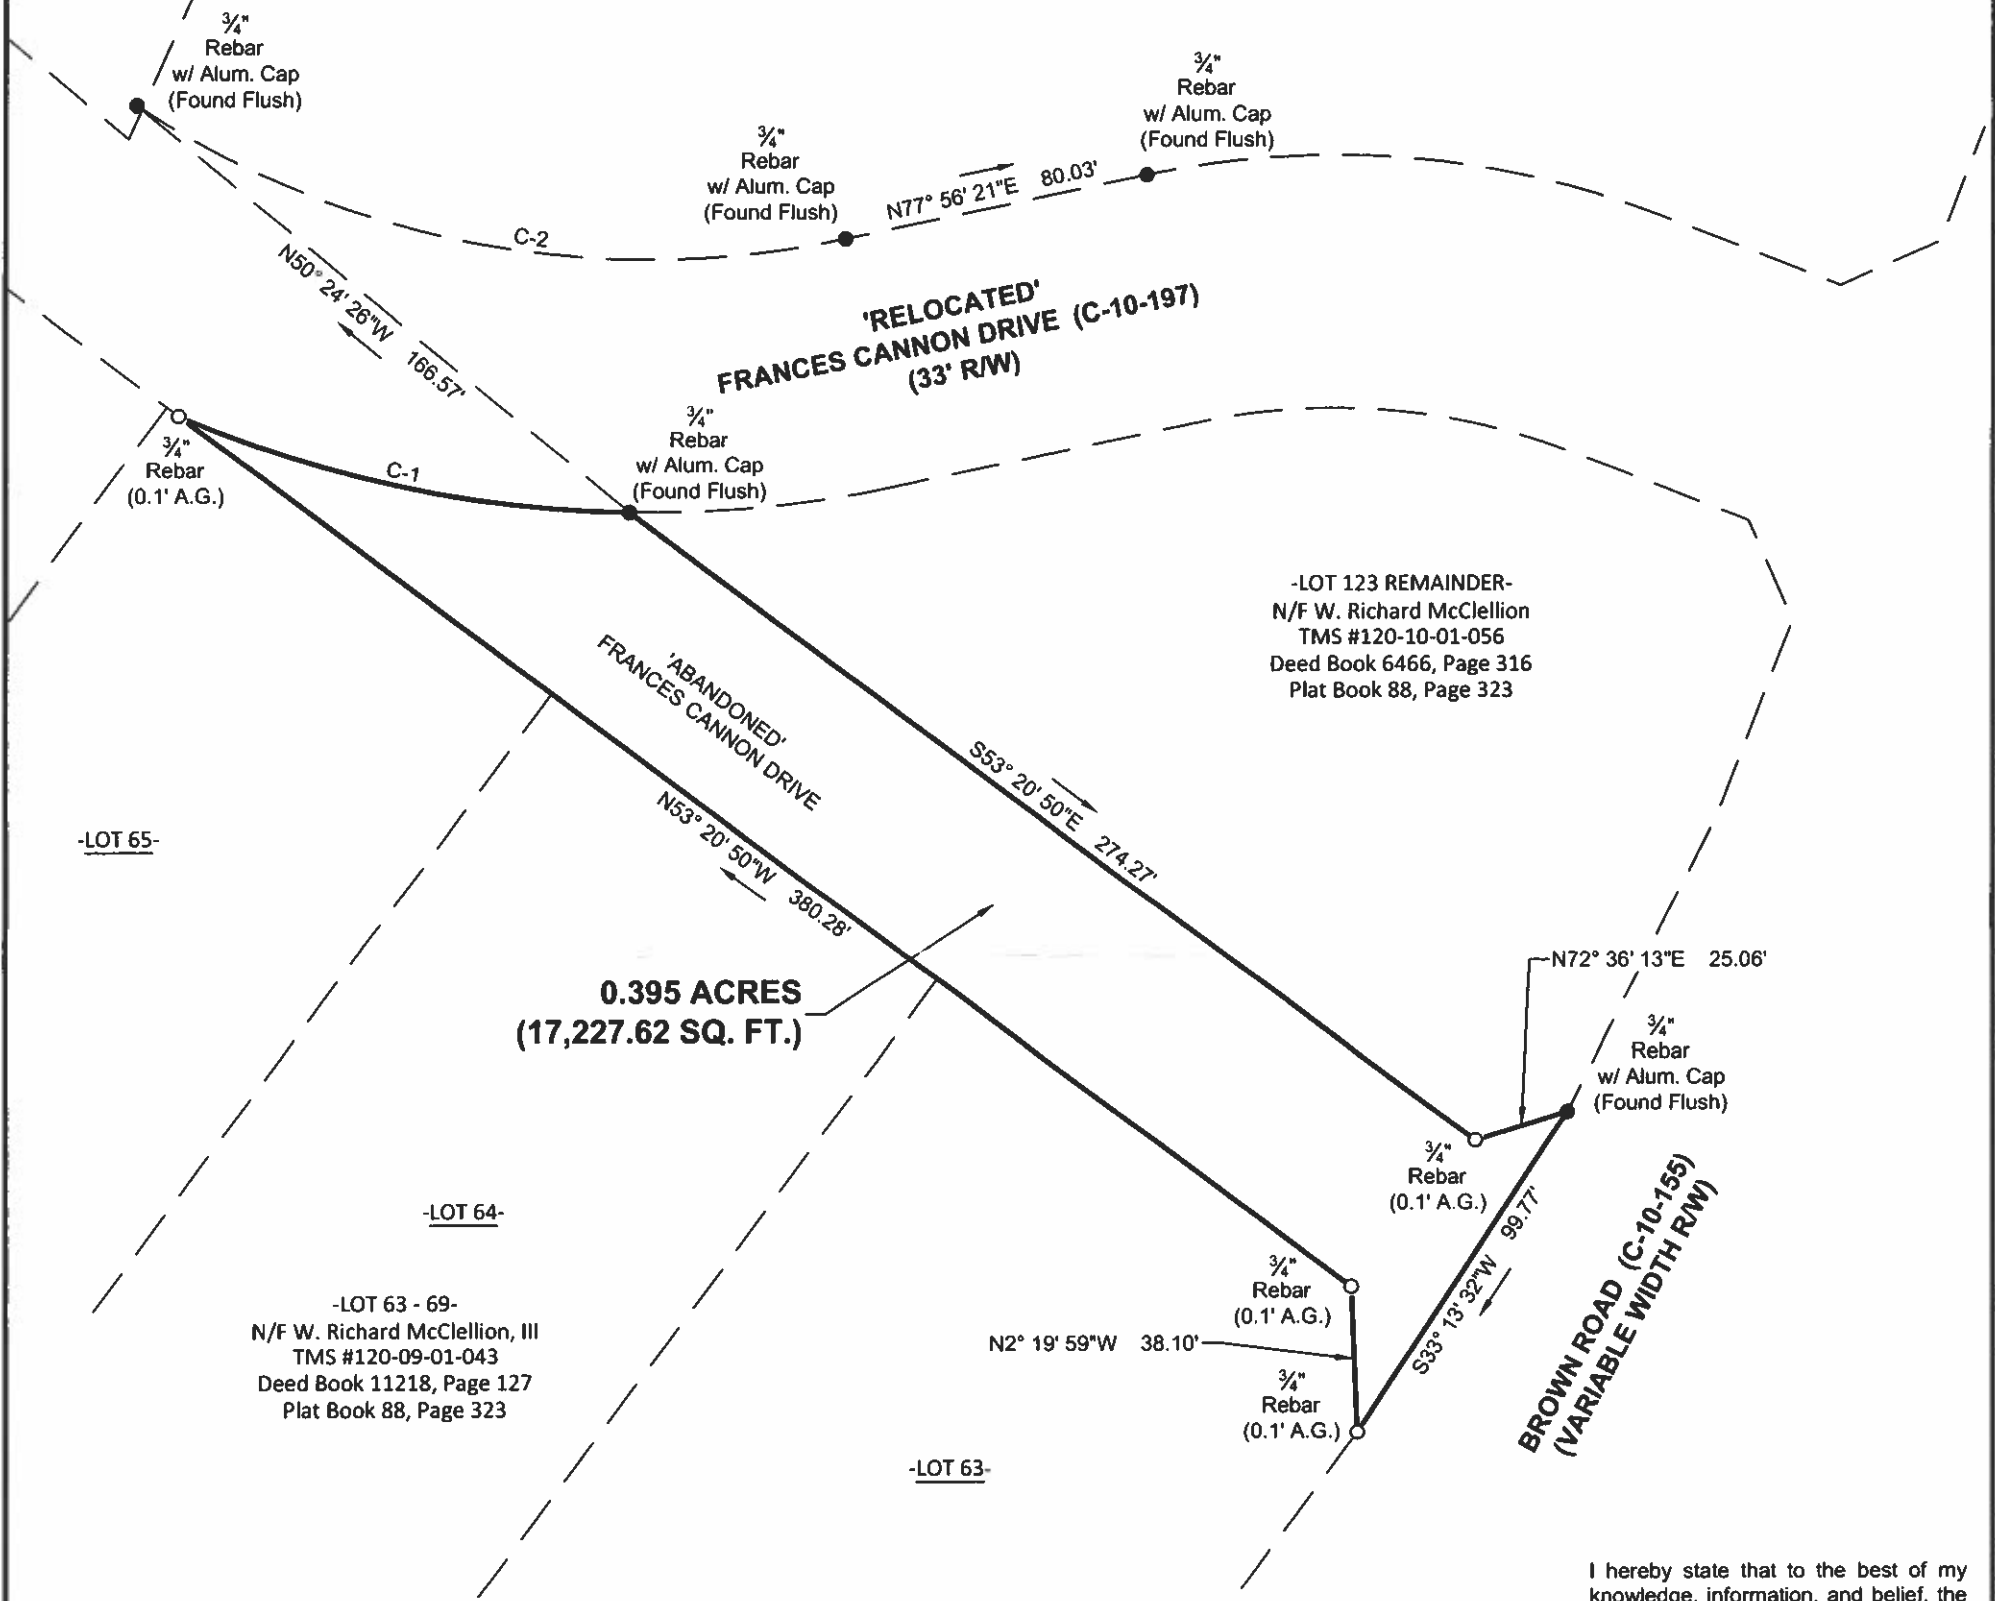 ¾"
Rebar
w/ Alum. Cap
(Found Flush)
¾"
Rebar
w/ Alum. Cap
(Found Flush)
¾"
Rebar
w/ Alum. Cap
(Found Flush)
N77° 56' 21"E 80.03'
C-2
N50° 24' 26"W 166.57'
'RELOCATED'
FRANCES CANNON DRIVE (C-10-197)
(33' R/W)
¾"
Rebar
w/ Alum. Cap
(Found Flush)
¾"
Rebar
(0.1' A.G.)
C-1
-LOT 123 REMAINDER-
N/F W. Richard McClellion
TMS #120-10-01-056
Deed Book 6466, Page 316
Plat Book 88, Page 323
'ABANDONED'
FRANCES CANNON DRIVE
S53° 20' 50"E 274.27'
N53° 20' 50"W 380.28'
-LOT 65-
0.395 ACRES
(17,227.62 SQ. FT.)
N72° 36' 13"E 25.06'
¾"
Rebar
w/ Alum. Cap
(Found Flush)
¾"
Rebar
(0.1' A.G.)
S33° 13' 32"W 99.77'
BROWN ROAD (C-10-155)
(VARIABLE WIDTH R/W)
-LOT 64-
¾"
Rebar
(0.1' A.G.)
N2° 19' 59"W 38.10'
¾"
Rebar
(0.1' A.G.)
-LOT 63 - 69-
N/F W. Richard McClellion, III
TMS #120-09-01-043
Deed Book 11218, Page 127
Plat Book 88, Page 323
-LOT 63-
I hereby state that to the best of my
knowledge, information, and belief, the